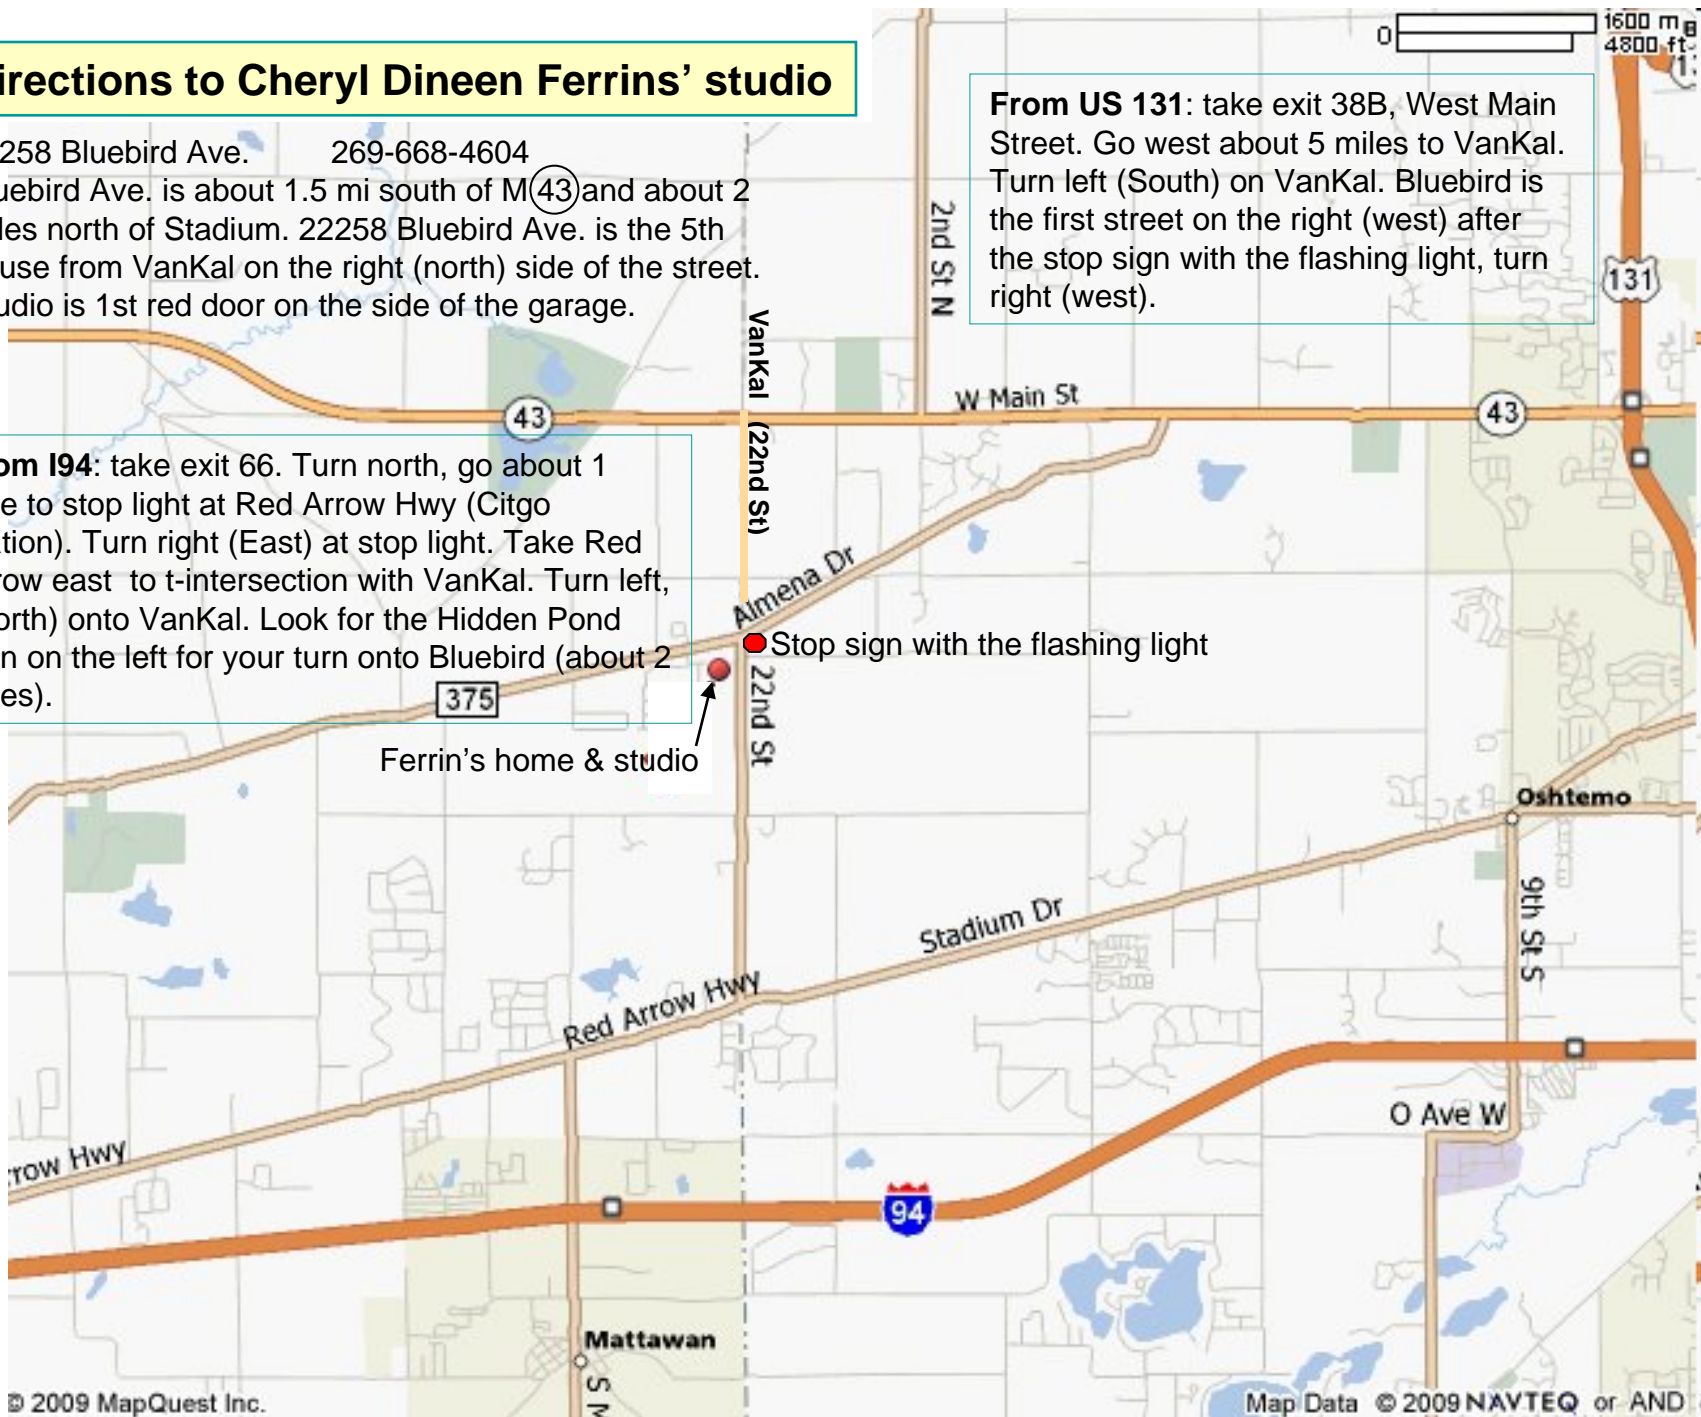 irections to Cheryl Dineen Ferrins’ studio
258 Bluebird Ave. 269-668-4604
uebird Ave. is about 1.5 mi south of M 43 and about 2
les north of Stadium. 22258 Bluebird Ave. is the 5th
use from VanKal on the right (north) side of the street.
udio is 1st red door on the side of the garage.
0
1600 m
4800 ft
From US 131: take exit 38B, West Main
Street. Go west about 5 miles to VanKal.
Turn left (South) on VanKal. Bluebird is
the first street on the right (west) after
the stop sign with the flashing light, turn
right (west).
131
2nd St N
VanKal (22nd St)
W Main St
43
43
om I94: take exit 66. Turn north, go about 1
e to stop light at Red Arrow Hwy (Citgo
ation). Turn right (East) at stop light. Take Red
row east to t-intersection with VanKal. Turn left,
orth) onto VanKal. Look for the Hidden Pond
n on the left for your turn onto Bluebird (about 2
es).
Almena Dr
Stop sign with the flashing light
375
22nd St
Ferrin’s home & studio
Oshtemo
9th St S
Stadium Dr
Red Arrow Hwy
rrow Hwy
O Ave W
94
Mattawan
S M
© 2009 MapQuest Inc.
Map Data © 2009 NAVTEQ or AND